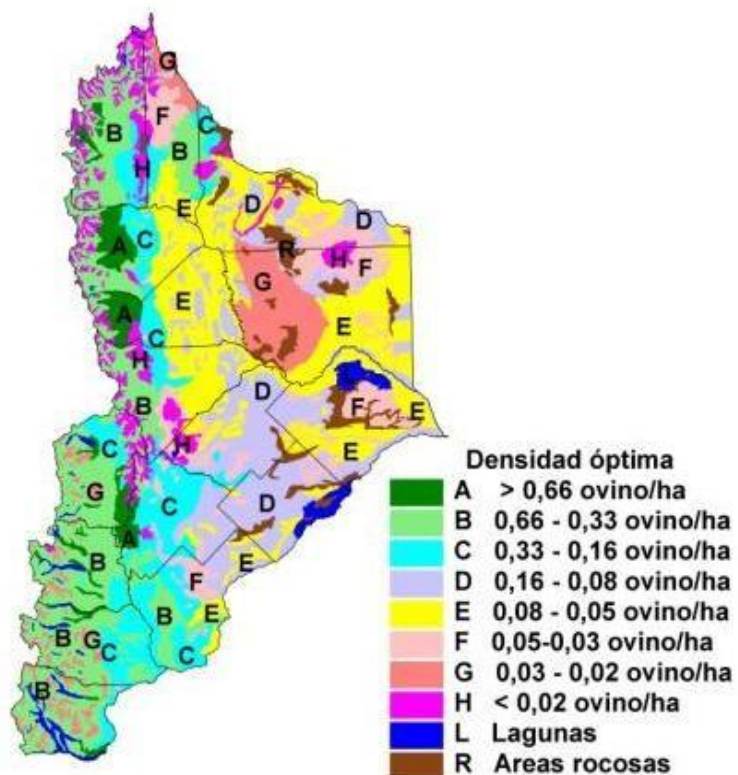 G
F
C
B
B
H
E
D
D
A
C
R
H
F
G
E
A
E
C
H
D
B
F
E
H
E
C
C
G
D
A
B
E
F
B
E
B
G
C
C
B
Densidad óptima
A > 0,66 ovino/ha
B 0,66 - 0,33 ovino/ha
C 0,33 - 0,16 ovino/ha
D 0,16 - 0,08 ovino/ha
E 0,08 - 0,05 ovino/ha
F 0,05-0,03 ovino/ha
G 0,03 - 0,02 ovino/ha
H < 0,02 ovino/ha
L Lagunas
R Areas rocosas